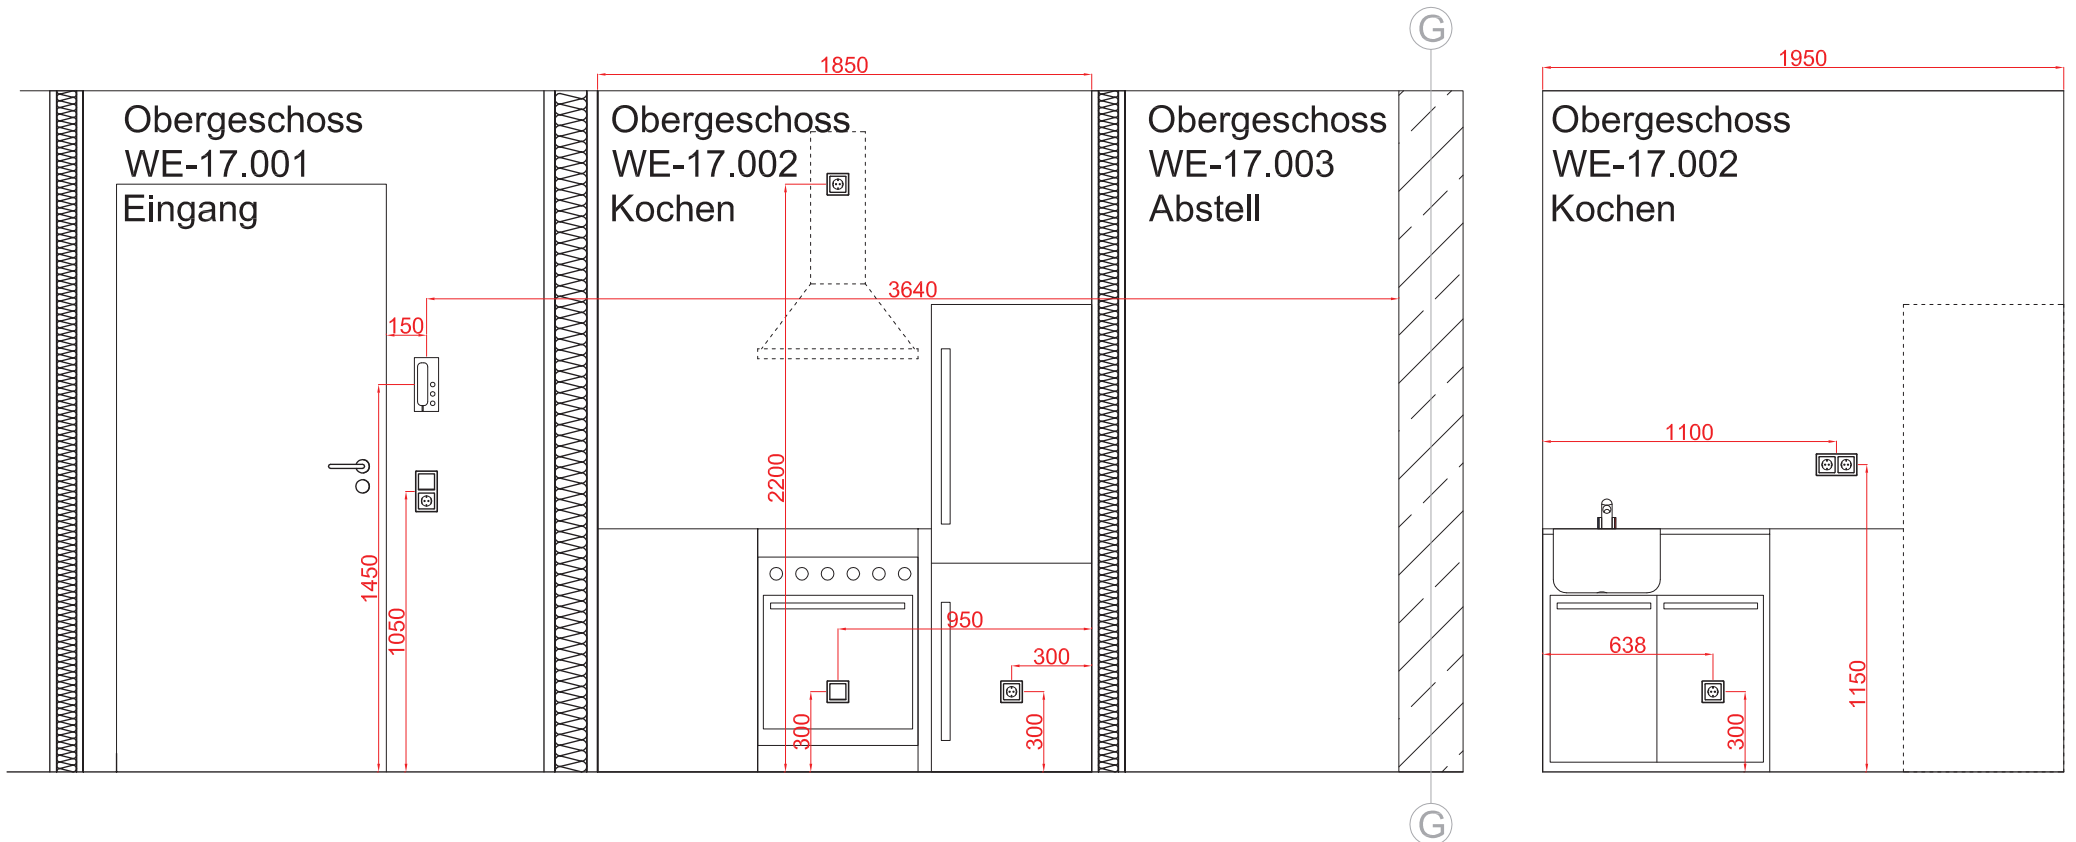 G
1850
1950
Obergeschoss
WE-17.001
Eingang
Obergeschoss
WE-17.002
Kochen
Obergeschoss
WE-17.003
Abstell
Obergeschoss
WE-17.002
Kochen
3640
150
1100
2200
1450
1050
950
300
300
300
638
1150
300
G